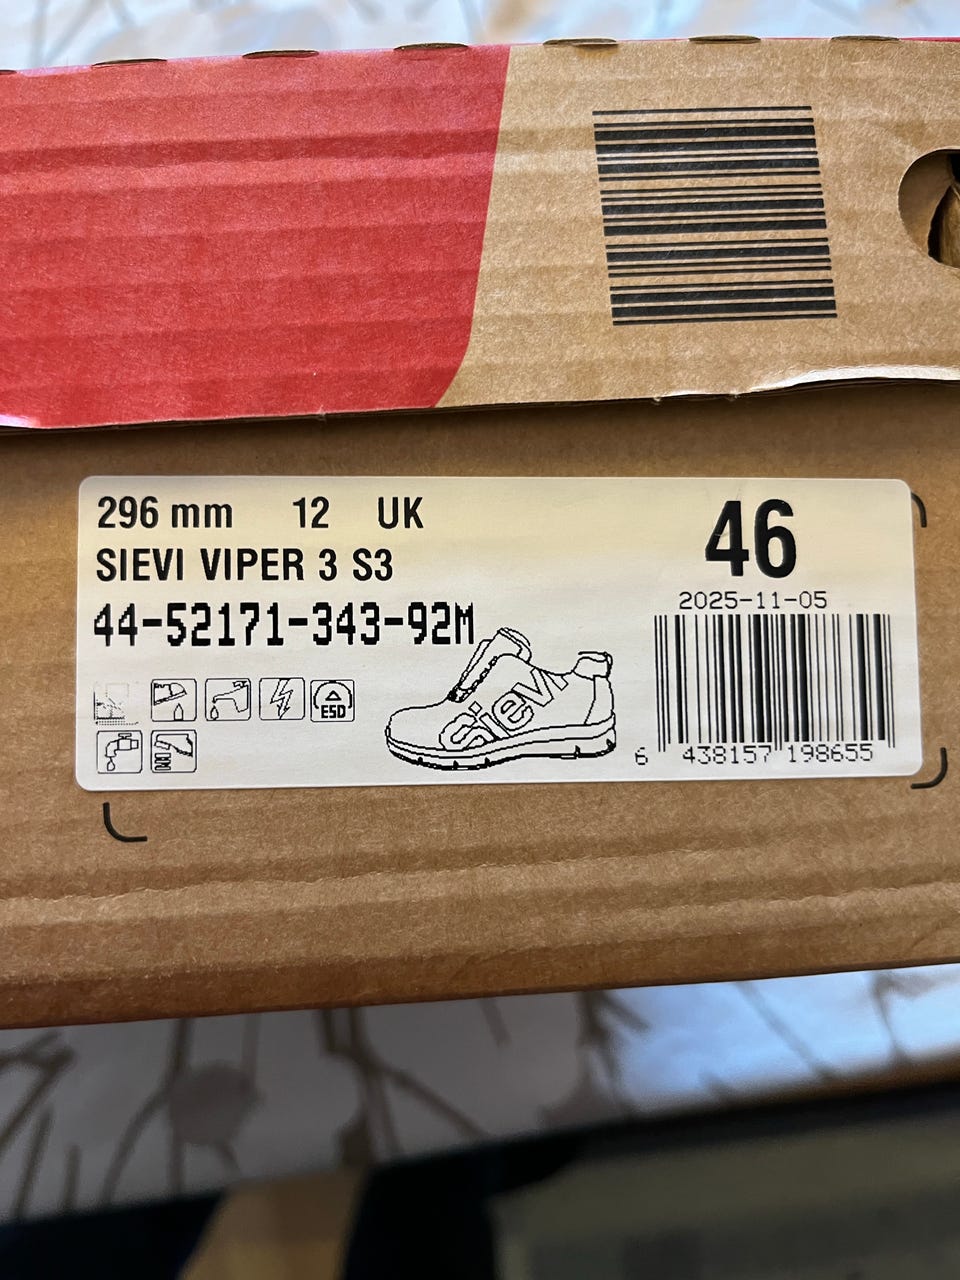 296 mm 12 UK
46
SIEVI VIPER 3 S3
2025-11-05
44-52171-343-92M
sievi
ESD
6 438157 198655